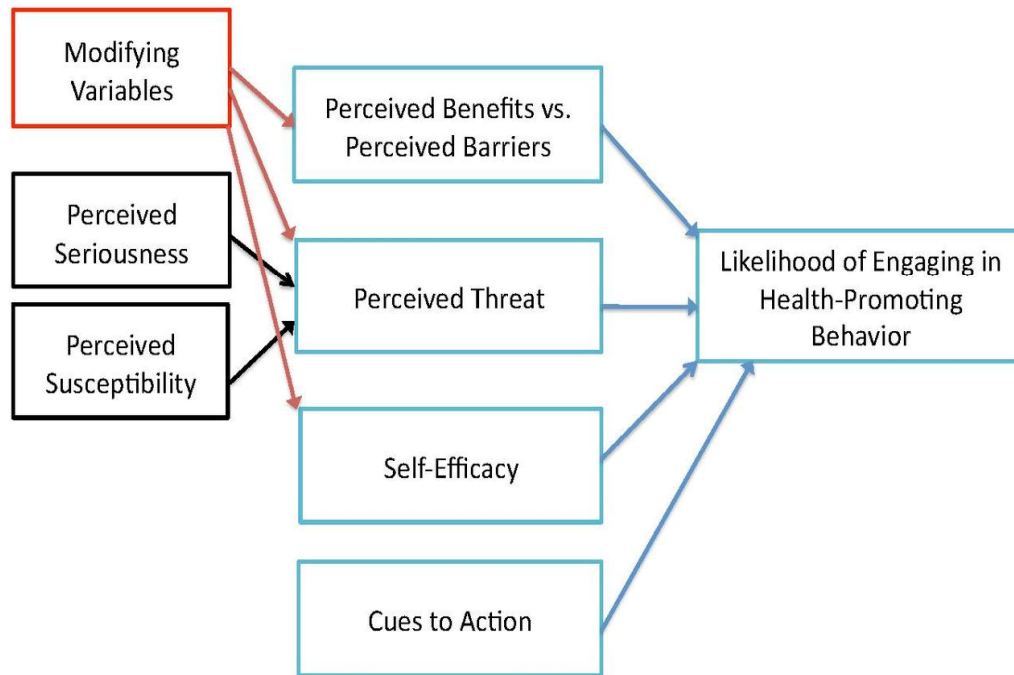 Modifying
Variables
Perceived
Seriousness
Perceived
Susceptibility
Perceived Benefits vs.
Perceived Barriers
Perceived Threat
Self-Efficacy
Cues to Action
Likelihood of Engaging in
Health-Promoting
Behavior